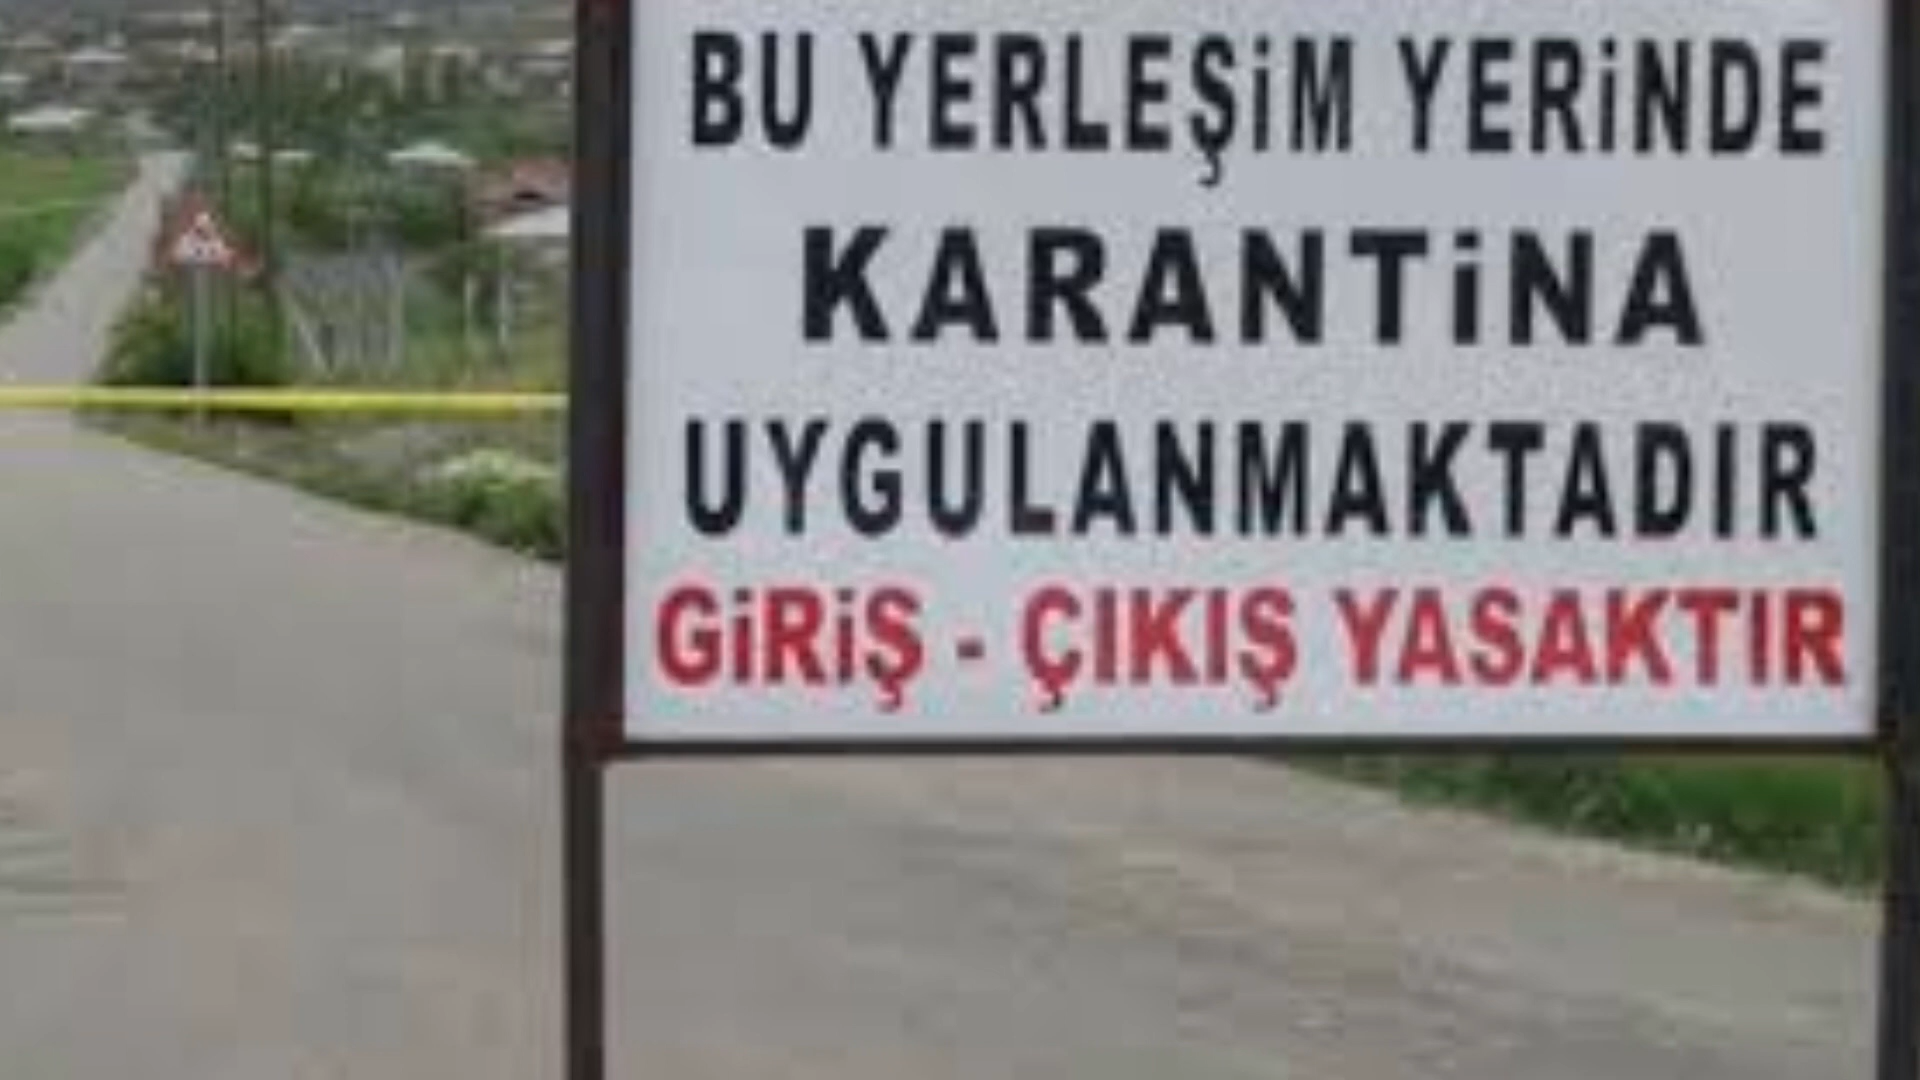 BU YERLEŞİM YERİNDE
KARANTİNA
UYGULANMAKTADIR
GİRİŞ - ÇIKIŞ YASAKTIR